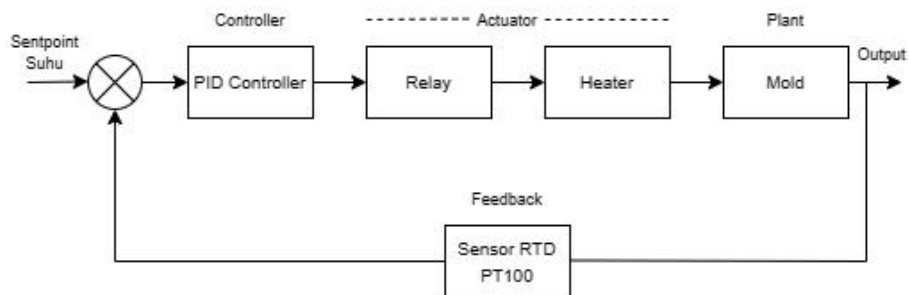 Controller
Actuator
Plant
Sentpoint
Suhu
Output
PID Controller
Relay
Heater
Mold
Feedback
Sensor RTD
PT100